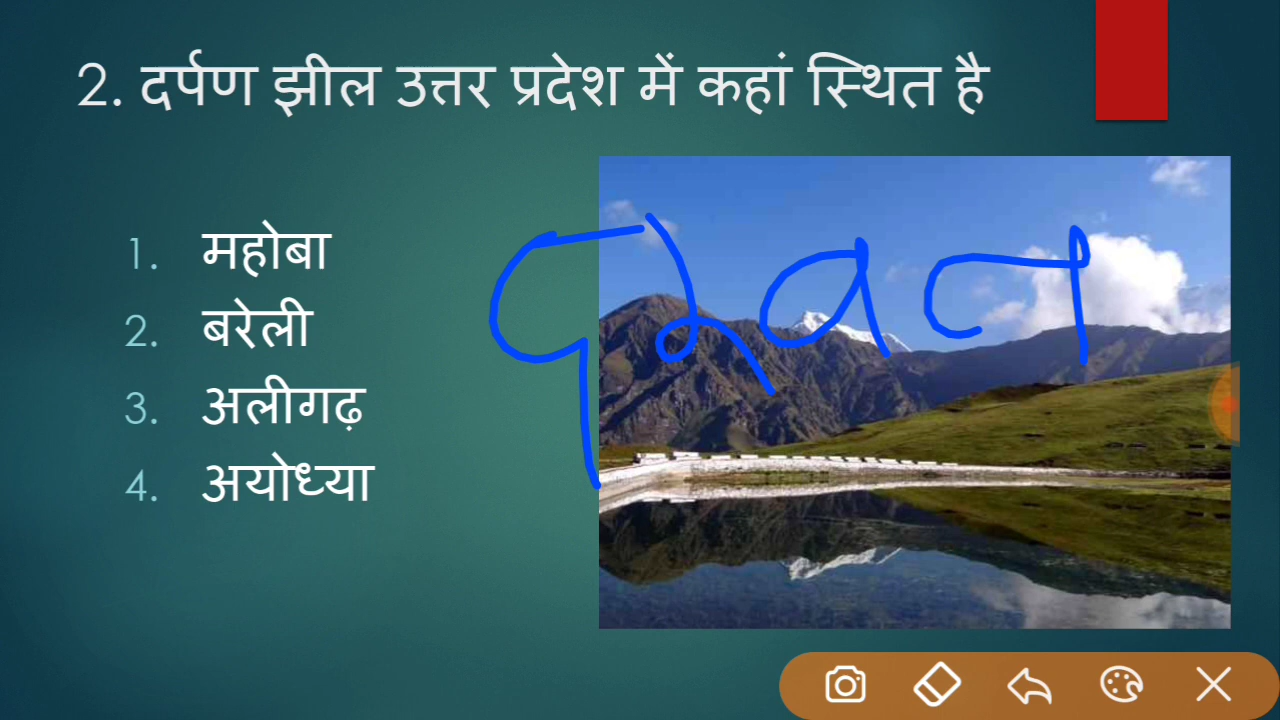 2. दर्पण झील उत्तर प्रदेश में कहां स्थित है
1. महोबा
2. बरेली
3. अलीगढ़
4. अयोध्या